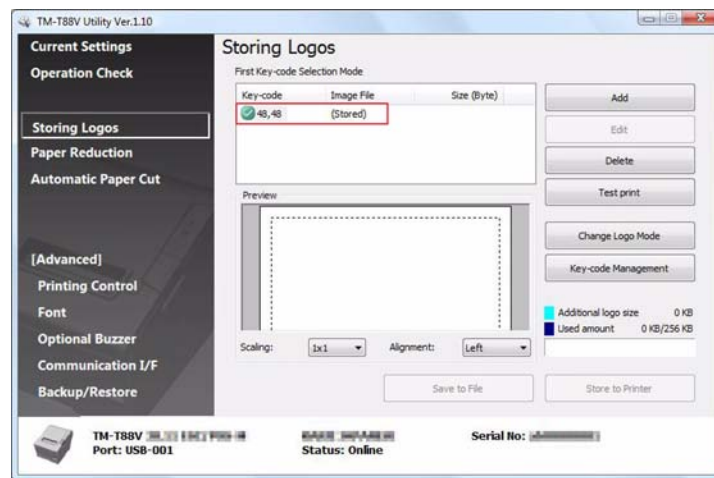 TM-T88V Utility Ver.1.10
Current Settings
Operation Check
Storing Logos
Paper Reduction
Automatic Paper Cut
[Advanced]
Printing Control
Font
Optional Buzzer
Communication I/F
Backup/Restore
Storing Logos
First Key-code Selection Mode
Key-code Image File Size (Byte)
48,48 (Stored)
Preview
Scaling: 1x1 Alignment: Left
Save to File
Add
Edit
Delete
Test print
Change Logo Mode
Key-code Management
Additional logo size 0 KB
Used amount 0 KB/256 KB
Store to Printer
TM-T88V
Port: USB-001
Status: Online
Serial No: